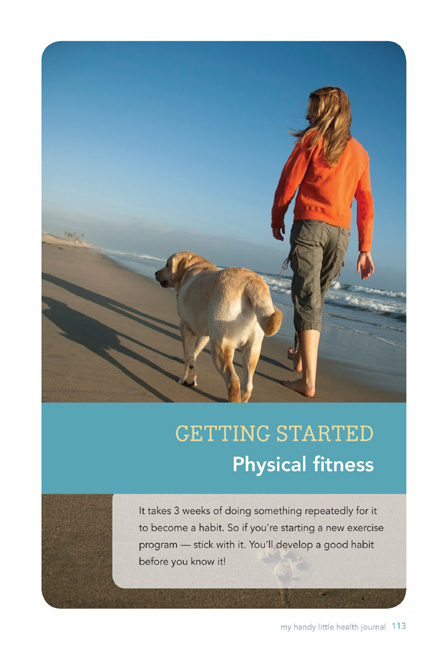 GETTING STARTED
Physical fitness
It takes 3 weeks of doing something repeatedly for it
to become a habit. So if you're starting a new exercise
program — stick with it. You'll develop a good habit
before you know it!
my handy little health journal 113